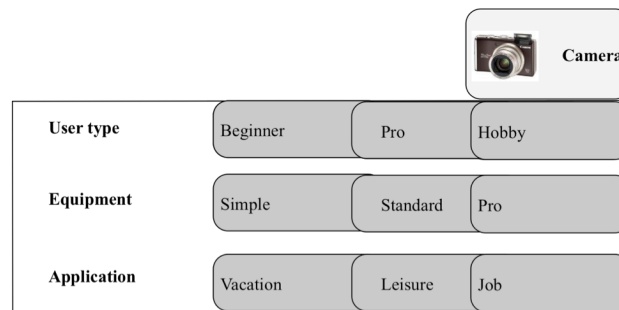 Camera
User type Beginner Pro Hobby
Equipment Simple Standard Pro
Application Vacation Leisure Job